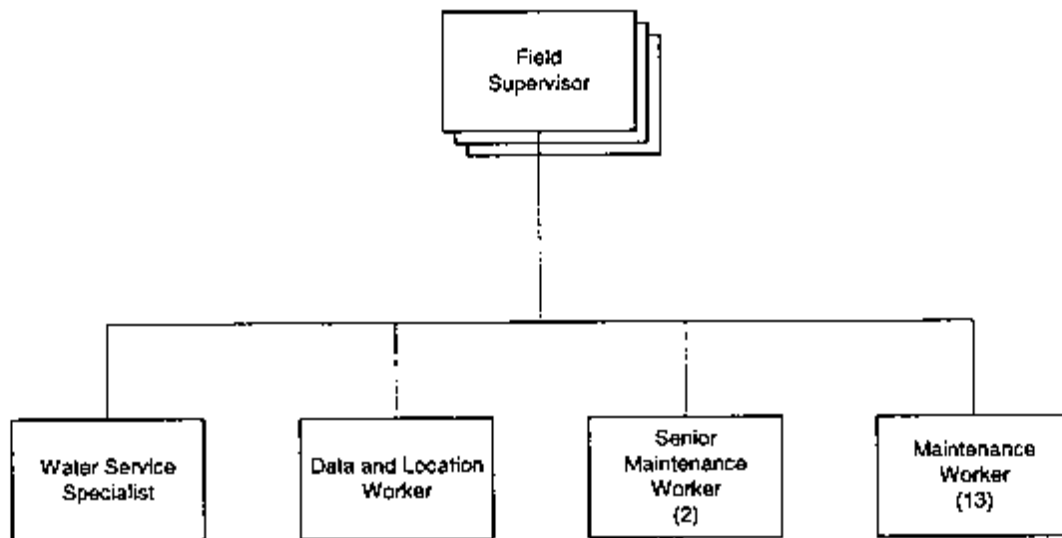 Field
Supervisor
Water Service
Specialist
Data and Location
Worker
Senior
Maintenance
Worker
(2)
Maintenance
Worker
(13)